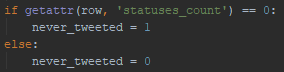 if getattr(row, 'statuses_count') == 0:
    never_tweeted = 1
else:
    never_tweeted = 0